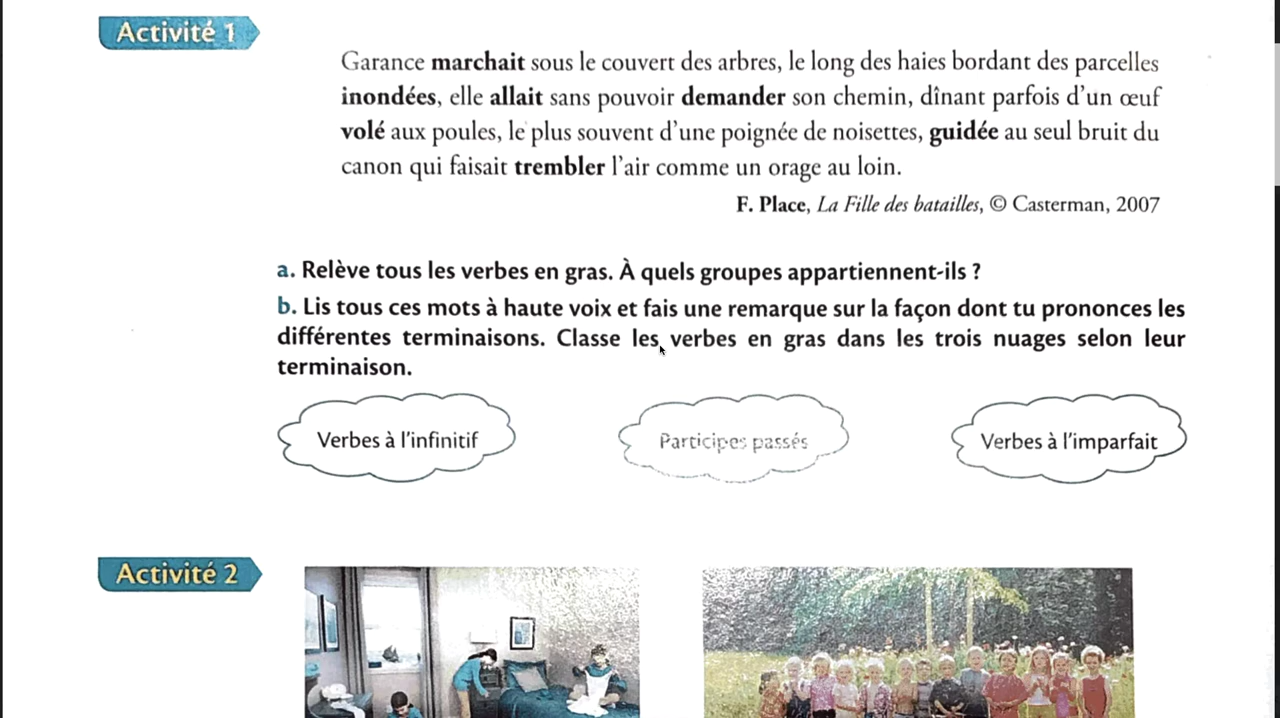 Activité 1
Garance marchait sous le couvert des arbres, le long des haies bordant des parcelles
inondées, elle allait sans pouvoir demander son chemin, dînant parfois d'un œuf
volé aux poules, le plus souvent d'une poignée de noisettes, guidée au seul bruit du
canon qui faisait trembler l'air comme un orage au loin.
F. Place, La Fille des batailles, © Casterman, 2007
a. Relève tous les verbes en gras. À quels groupes appartiennent-ils ?
b. Lis tous ces mots à haute voix et fais une remarque sur la façon dont tu prononces les
différentes terminaisons. Classe les verbes en gras dans les trois nuages selon leur
terminaison.
Verbes à l'infinitif
Participes passés
Verbes à l'imparfait
Activité 2